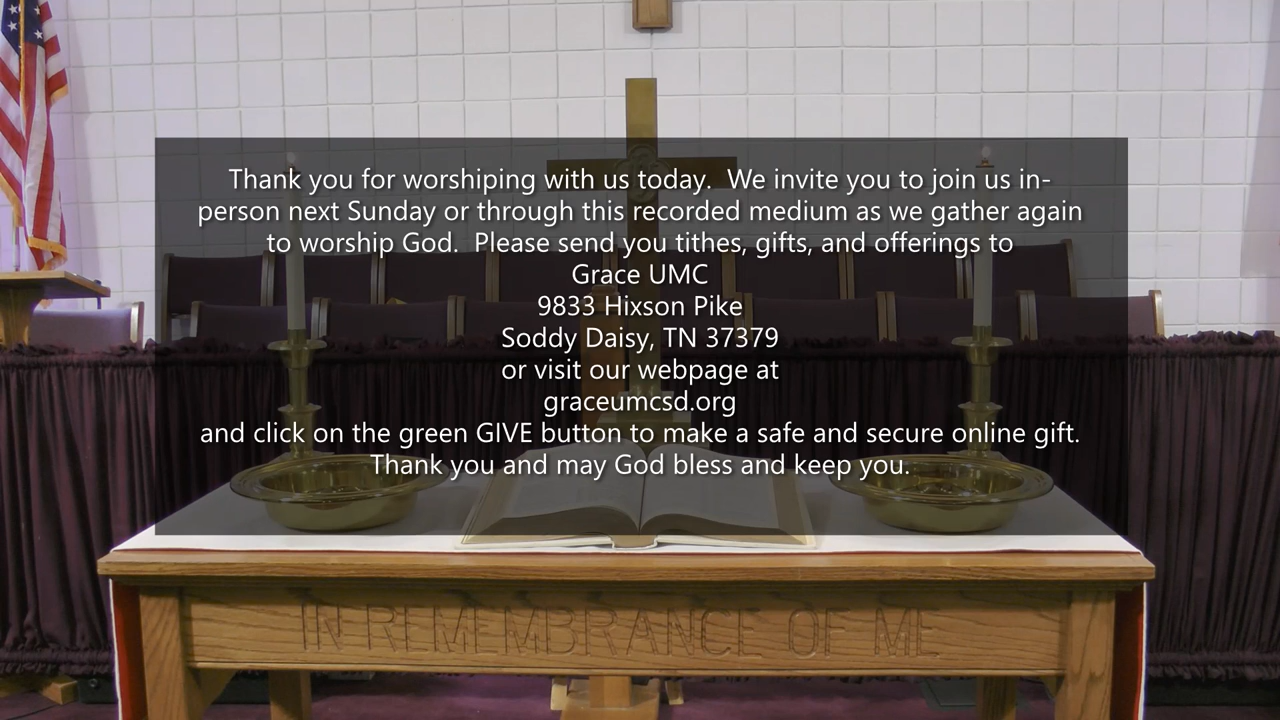 Thank you for worshiping with us today.  We invite you to join us in-
person next Sunday or through this recorded medium as we gather again
to worship God.  Please send you tithes, gifts, and offerings to
Grace UMC
9833 Hixson Pike
Soddy Daisy, TN 37379
or visit our webpage at
graceumcsd.org
and click on the green GIVE button to make a safe and secure online gift.
Thank you and may God bless and keep you.
IN REMEMBRANCE OF ME